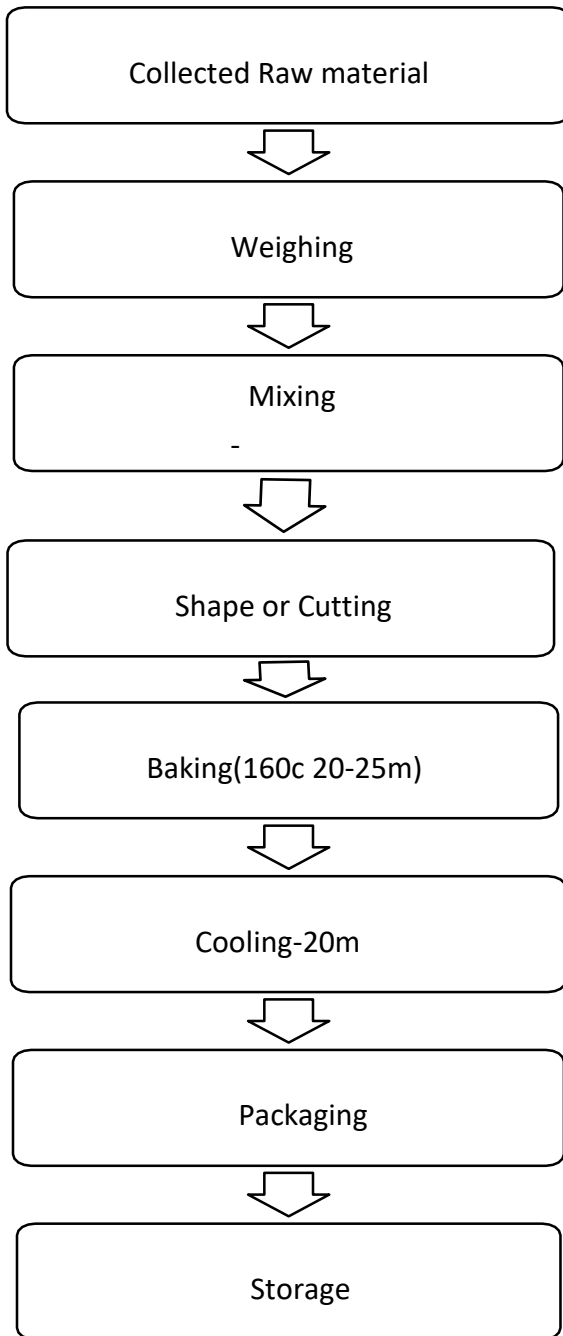 Collected Raw material
Weighing
Mixing
-
Shape or Cutting
Baking(160c 20-25m)
Cooling-20m
Packaging
Storage